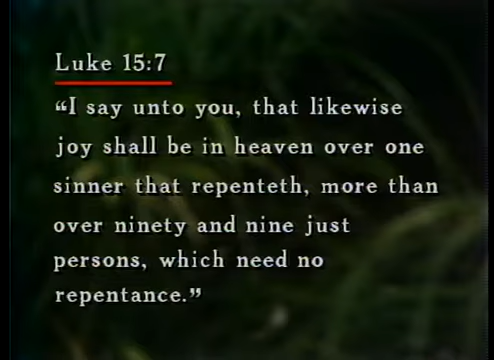 Luke 15:7
“I say unto you, that likewise
joy shall be in heaven over one
sinner that repenteth, more than
over ninety and nine just
persons, which need no
repentance.”